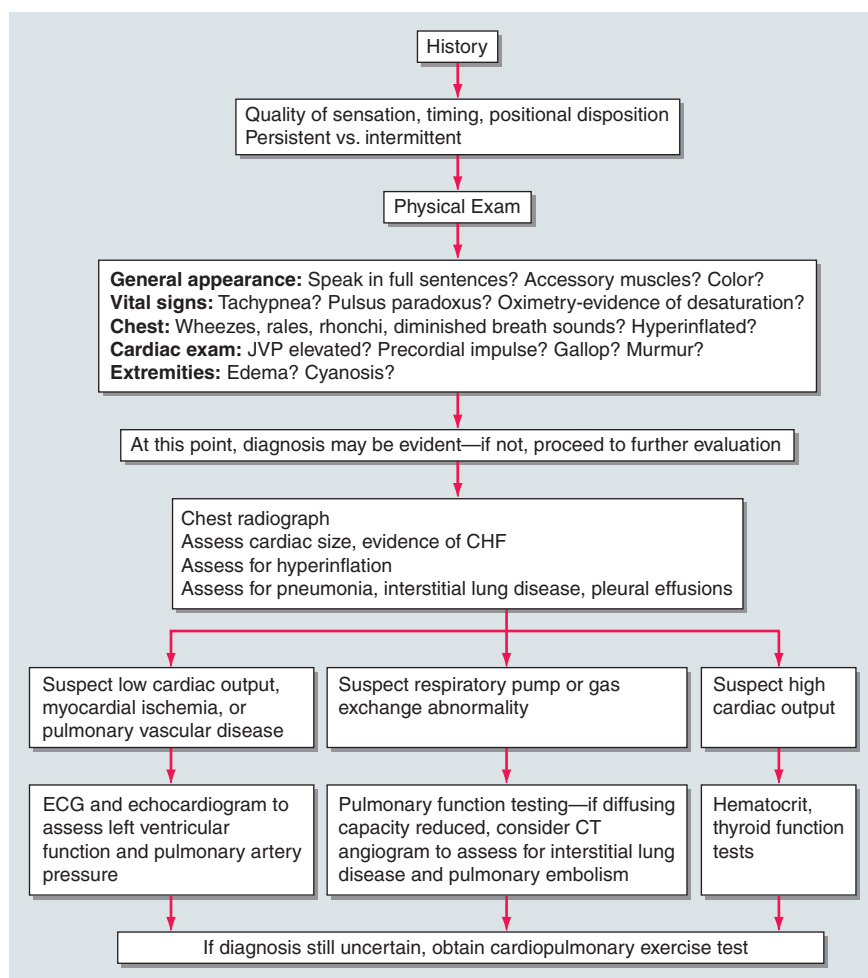 History
Quality of sensation, timing, positional disposition
Persistent vs. intermittent
Physical Exam
General appearance: Speak in full sentences? Accessory muscles? Color?
Vital signs: Tachypnea? Pulsus paradoxus? Oximetry-evidence of desaturation?
Chest: Wheezes, rales, rhonchi, diminished breath sounds? Hyperinflated?
Cardiac exam: JVP elevated? Precordial impulse? Gallop? Murmur?
Extremities: Edema? Cyanosis?
At this point, diagnosis may be evident—if not, proceed to further evaluation
Chest radiograph
Assess cardiac size, evidence of CHF
Assess for hyperinflation
Assess for pneumonia, interstitial lung disease, pleural effusions
Suspect low cardiac output,
myocardial ischemia, or
pulmonary vascular disease
Suspect respiratory pump or gas
exchange abnormality
Suspect high
cardiac output
ECG and echocardiogram to
assess left ventricular
function and pulmonary artery
pressure
Pulmonary function testing—if diffusing
capacity reduced, consider CT
angiogram to assess for interstitial lung
disease and pulmonary embolism
Hematocrit,
thyroid function
tests
If diagnosis still uncertain, obtain cardiopulmonary exercise test